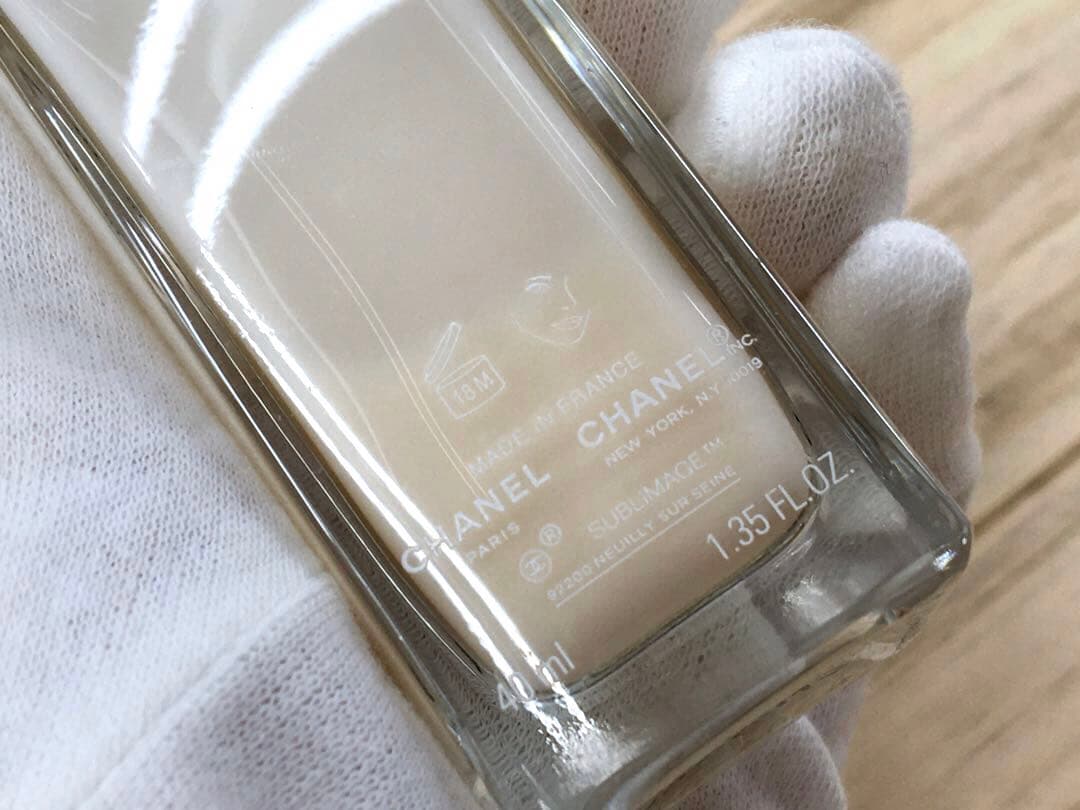 18M
MADE IN FRANCE
CHANEL CHANEL® INC.
PARIS NEW YORK, N.Y. 10019
® SUBLIMAGE™
92200 NEUILLY SUR SEINE
40 ml 1.35 FL.OZ.